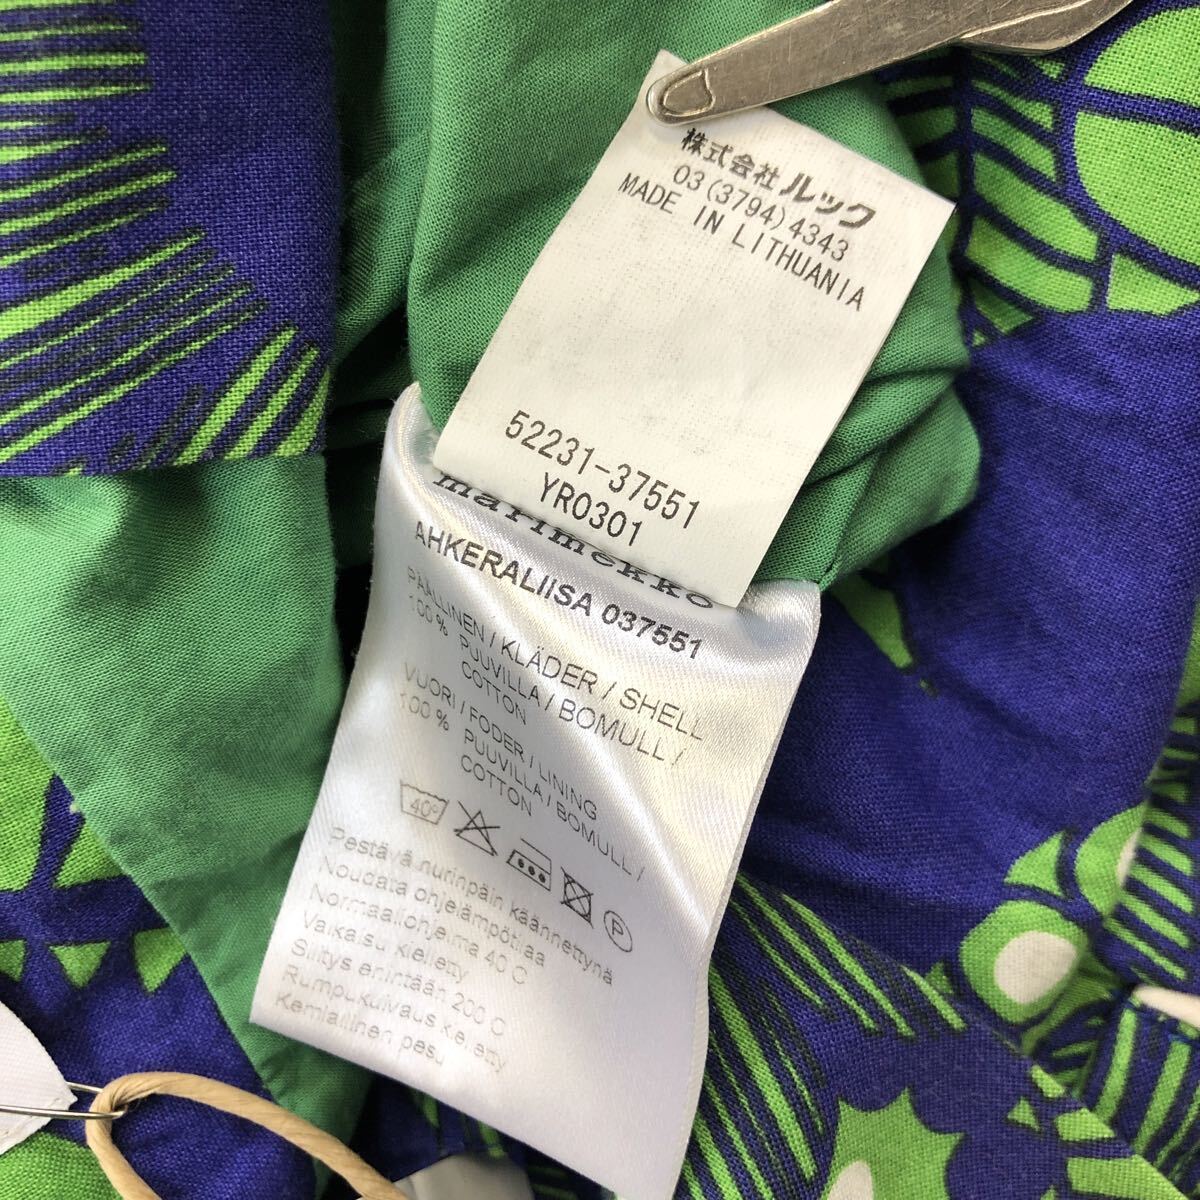 株式会社 ルック
03(3794)4343
MADE IN LITHUANIA
52231-37551
YR0301
marimekko
AHKERALIISA 037551
PÄÄLLINEN / KLÄDER / SHELL
100% PUUVILLA / BOMULL /
COTTON
VUORI / FODER / LINING
100% PUUVILLA / BOMULL /
COTTON
40°
P
Pestävä nurinpäin käännettynä
Noudata ohjelämpötilaa
Normaaliohjelma 40 C
Valkaisu kielletty
Silitys enintään 200 C
Rumpukuivaus kielletty
Kemiallinen pesu